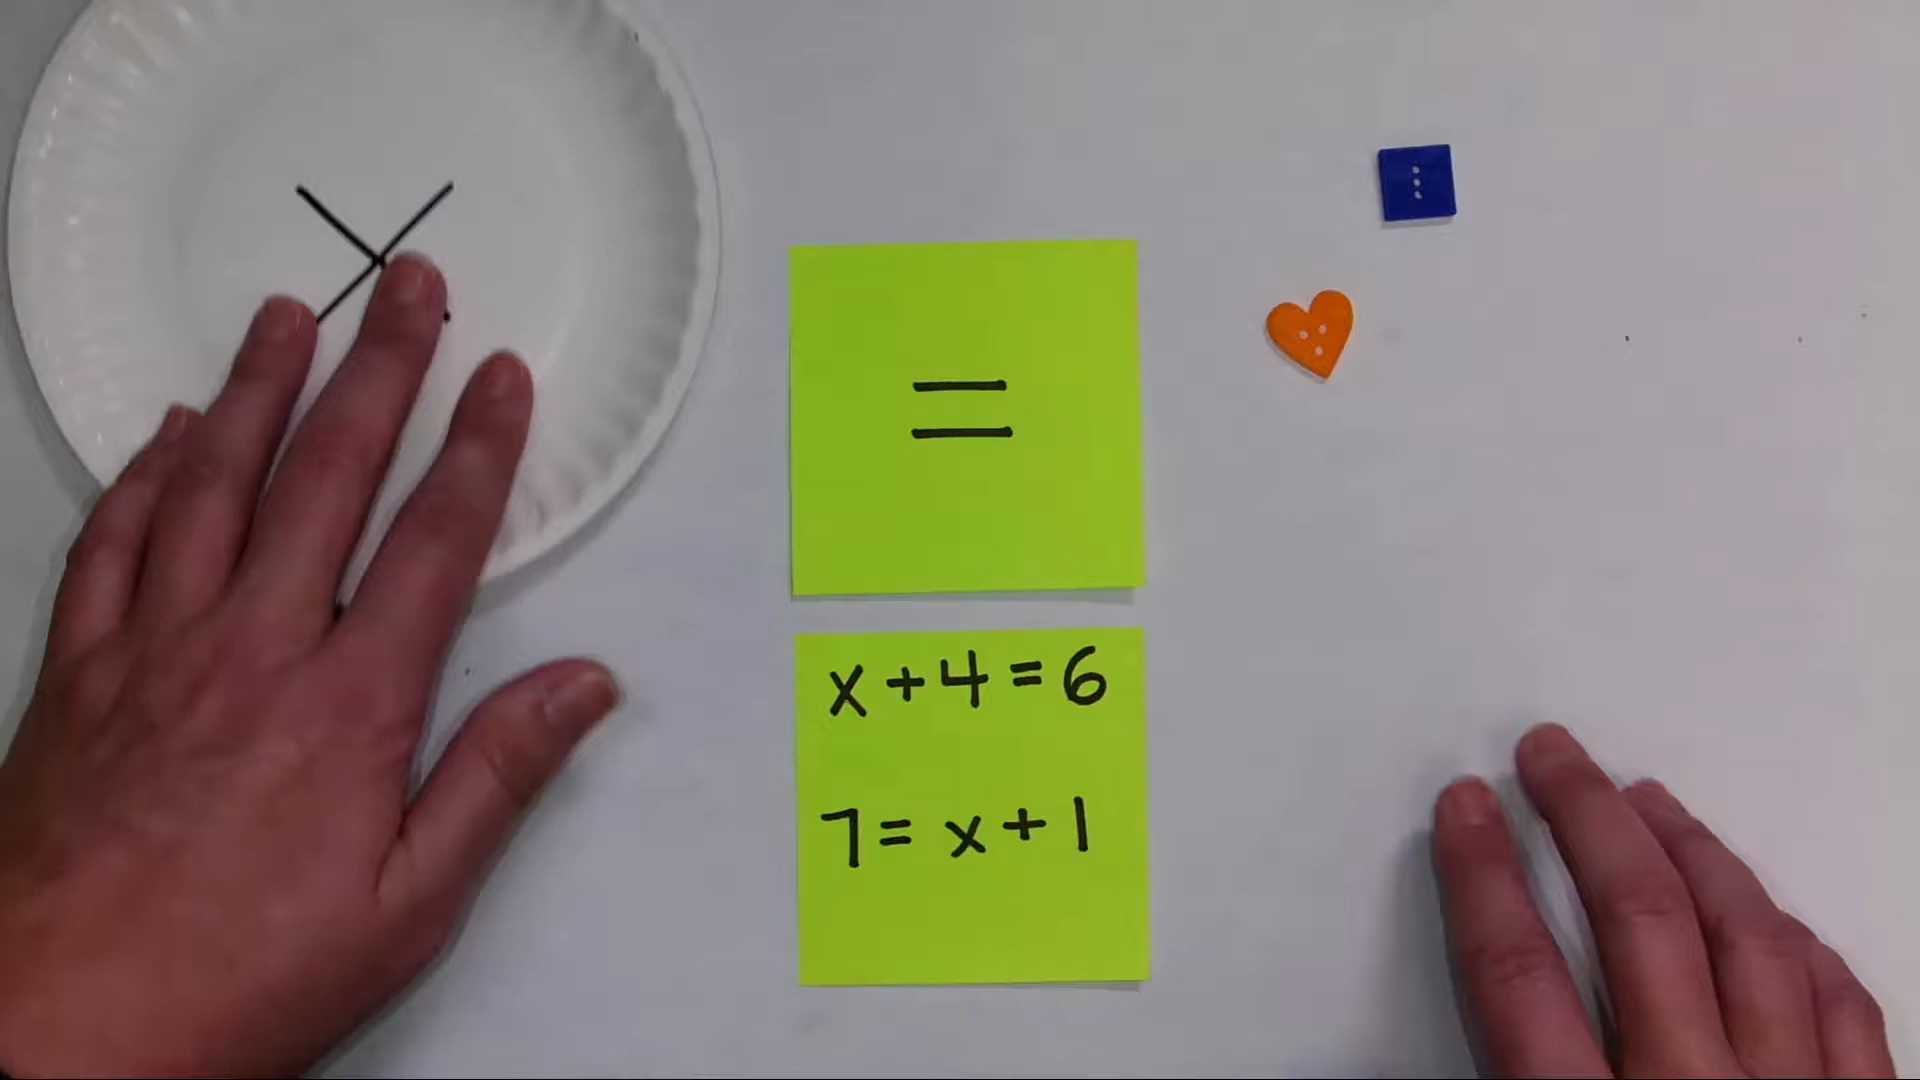 x
=
x + 4 = 6
7 = x + 1